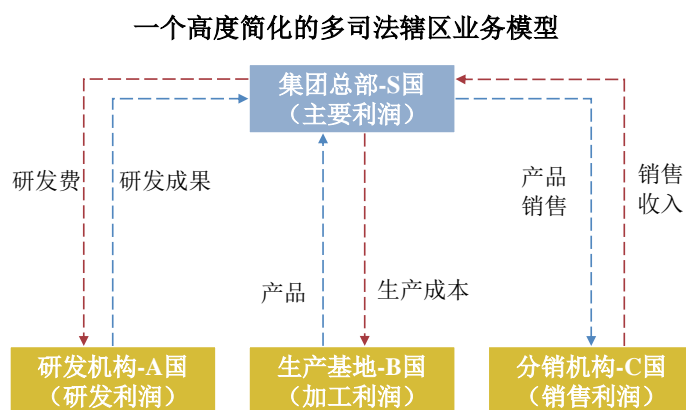 一个高度简化的多司法辖区业务模型
集团总部-S国
（主要利润）
研发费
研发成果
产品
销售
销售
收入
产品
生产成本
研发机构-A国
（研发利润）
生产基地-B国
（加工利润）
分销机构-C国
（销售利润）